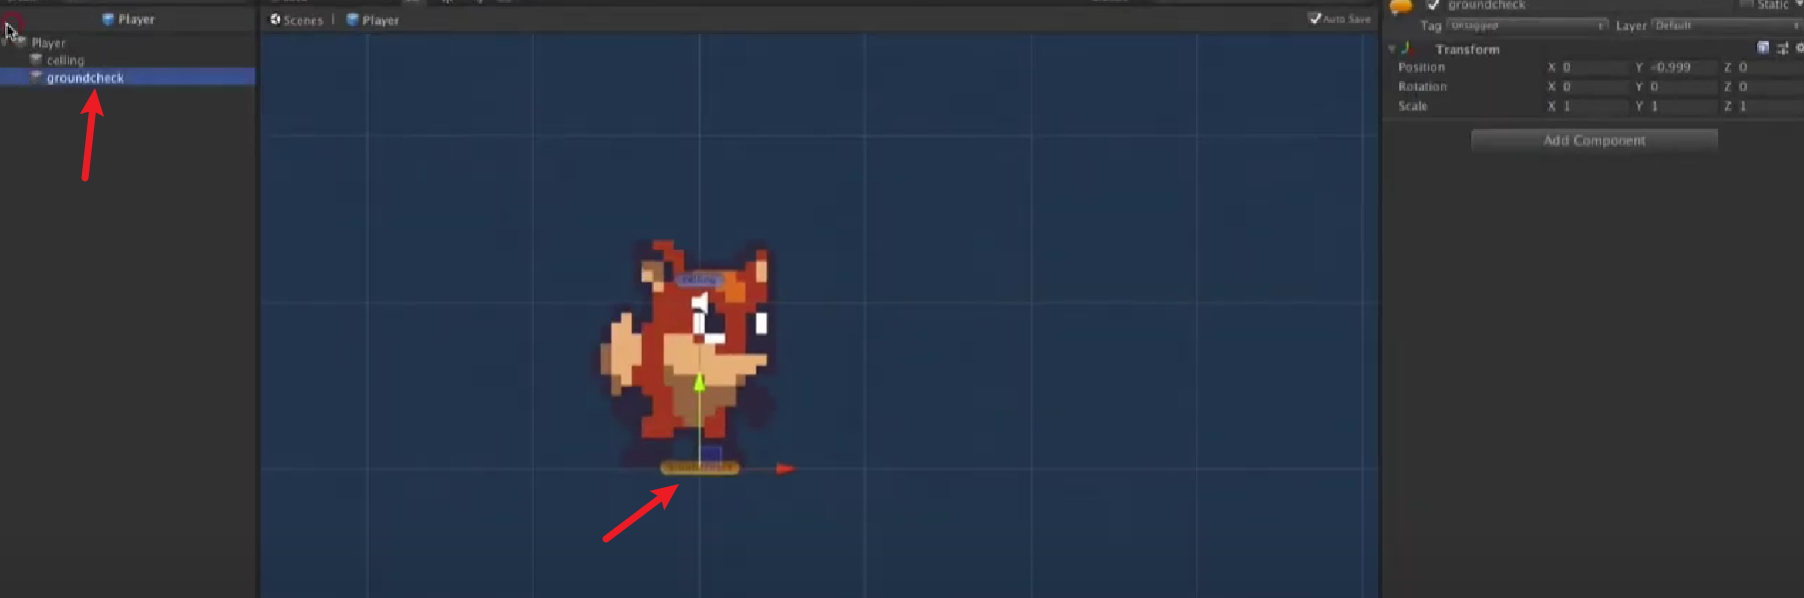 Player
Player
ceiling
groundcheck
Scenes | Player
Auto Save
ceiling
groundcheck
Static
Tag Untagged
Layer Default
Transform
Position X 0 Y -0.999 Z 0
Rotation X 0 Y 0 Z 0
Scale X 1 Y 1 Z 1
Add Component